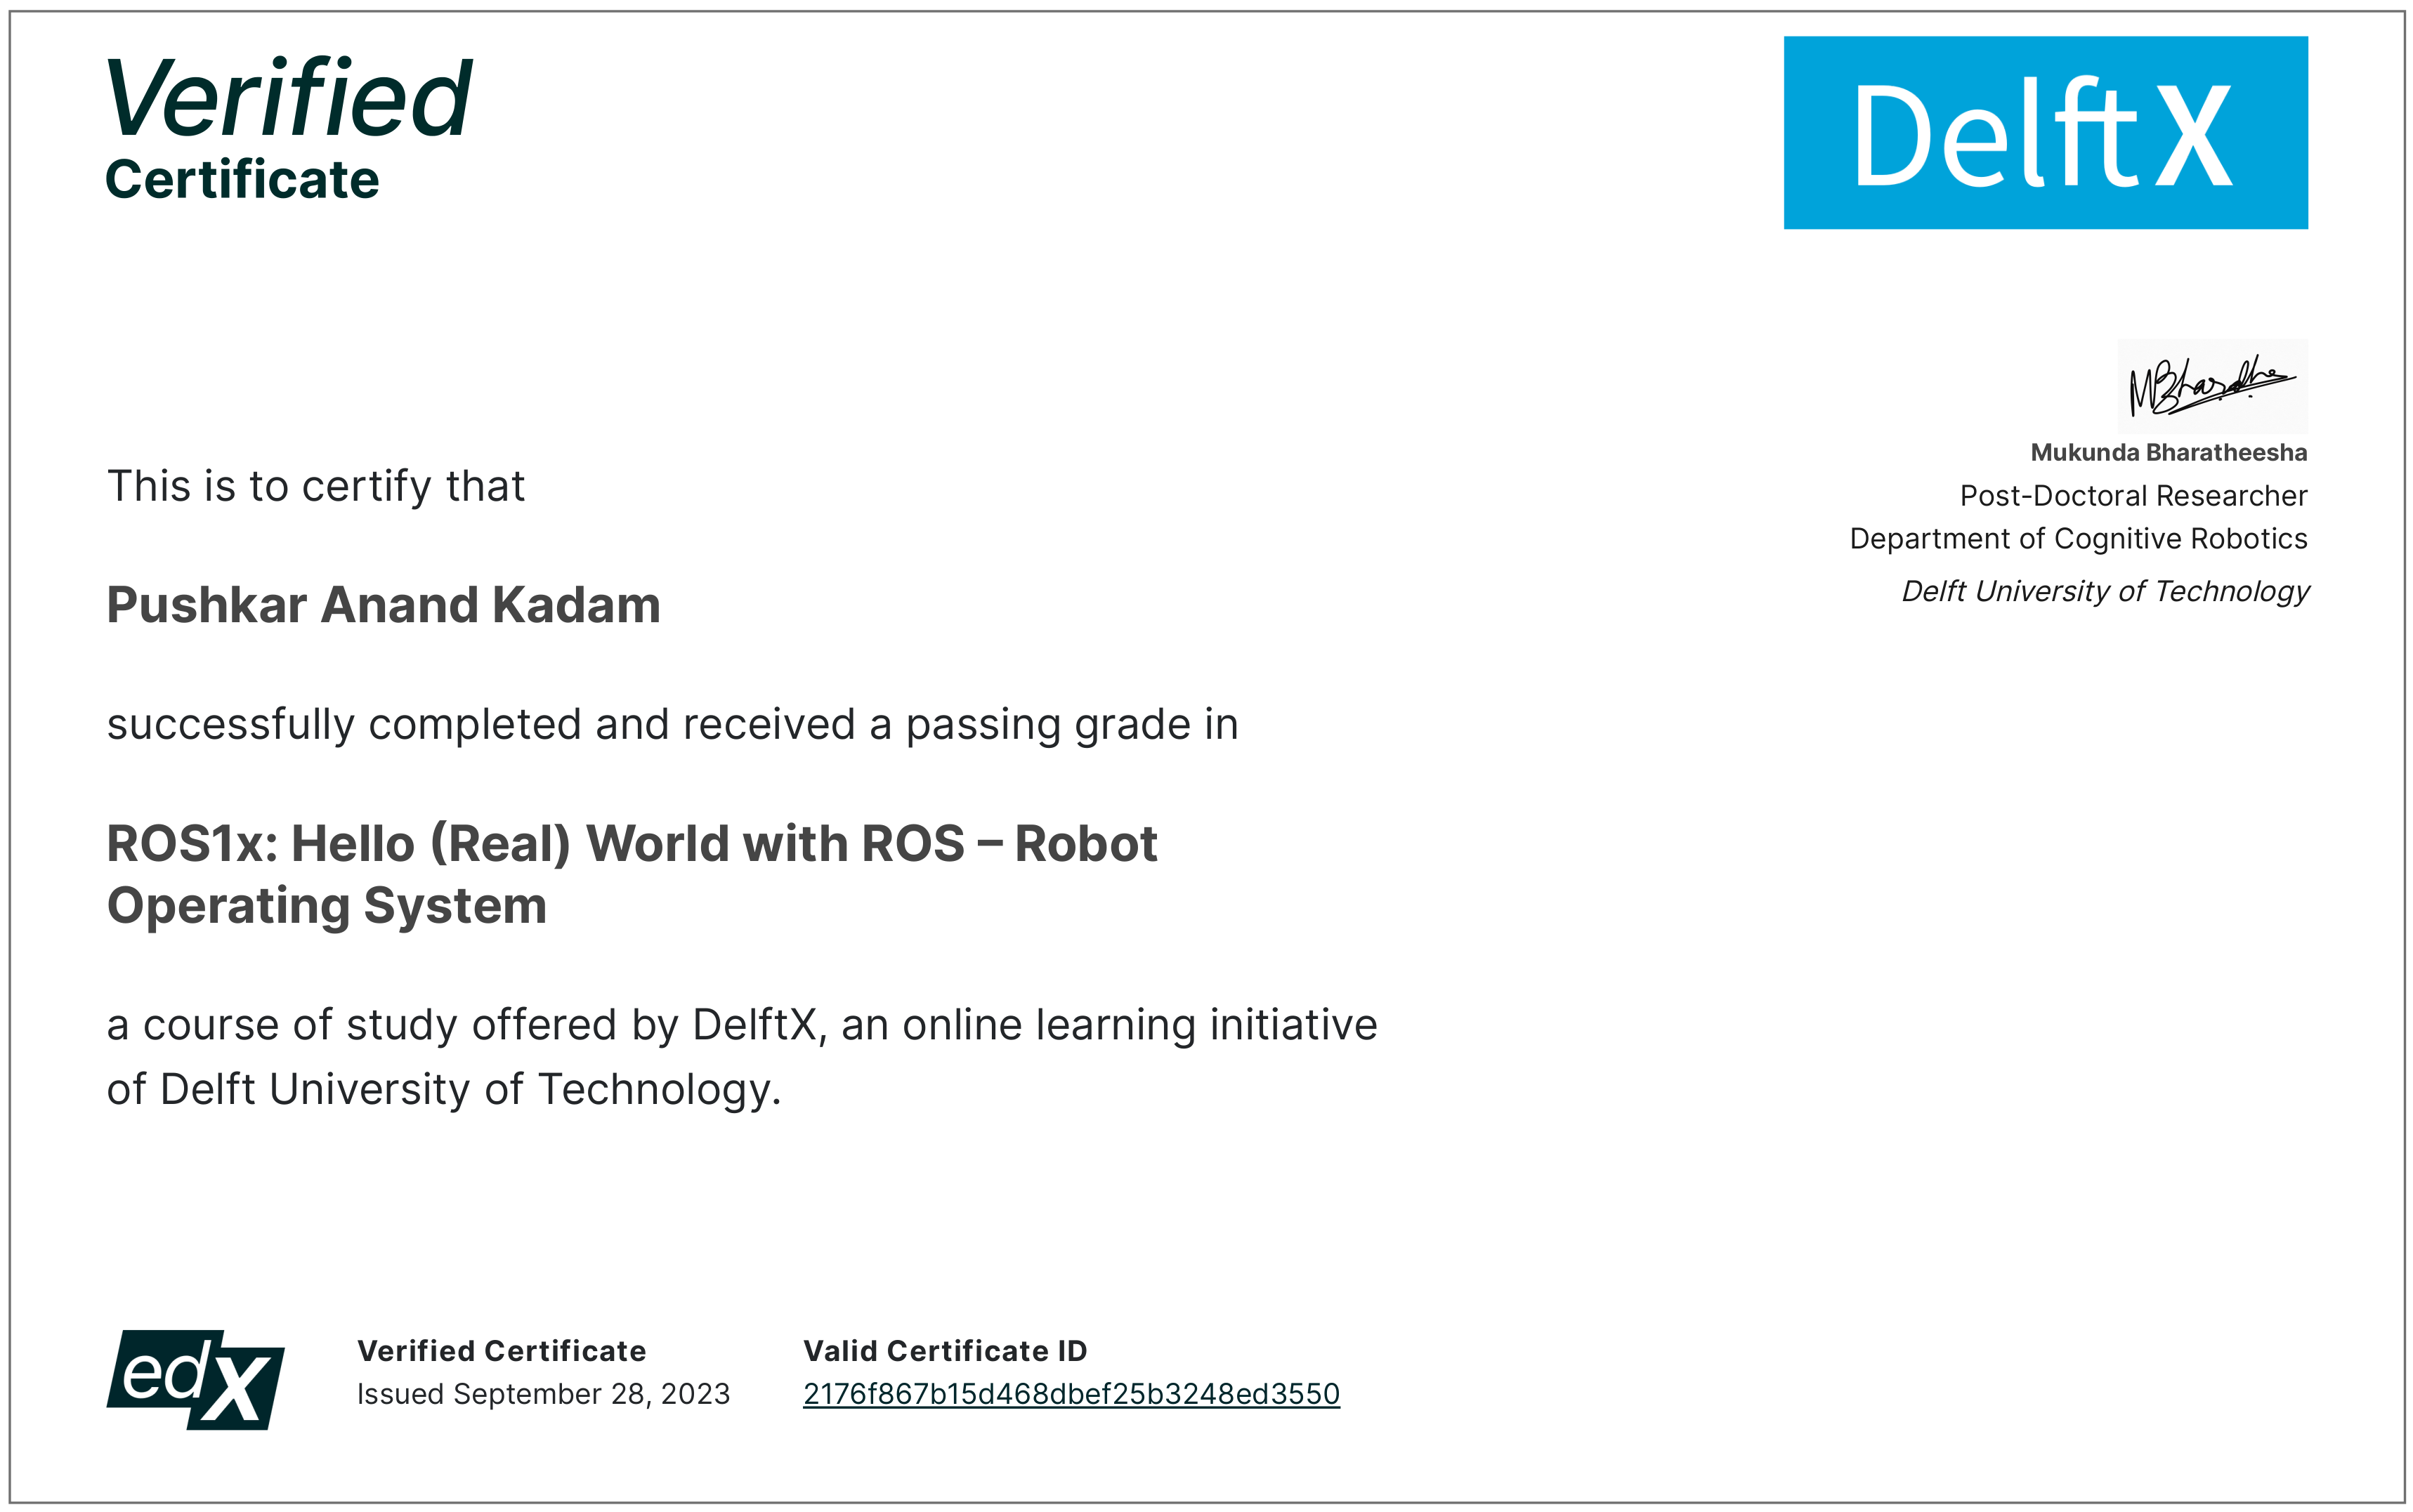 Verified
Certificate
DelftX
Mukunda Bharatheesha
Post-Doctoral Researcher
Department of Cognitive Robotics
Delft University of Technology
This is to certify that
Pushkar Anand Kadam
successfully completed and received a passing grade in
ROS1x: Hello (Real) World with ROS – Robot
Operating System
a course of study offered by DelftX, an online learning initiative
of Delft University of Technology.
edX
Verified Certificate
Issued September 28, 2023
Valid Certificate ID
2176f867b15d468dbef25b3248ed3550